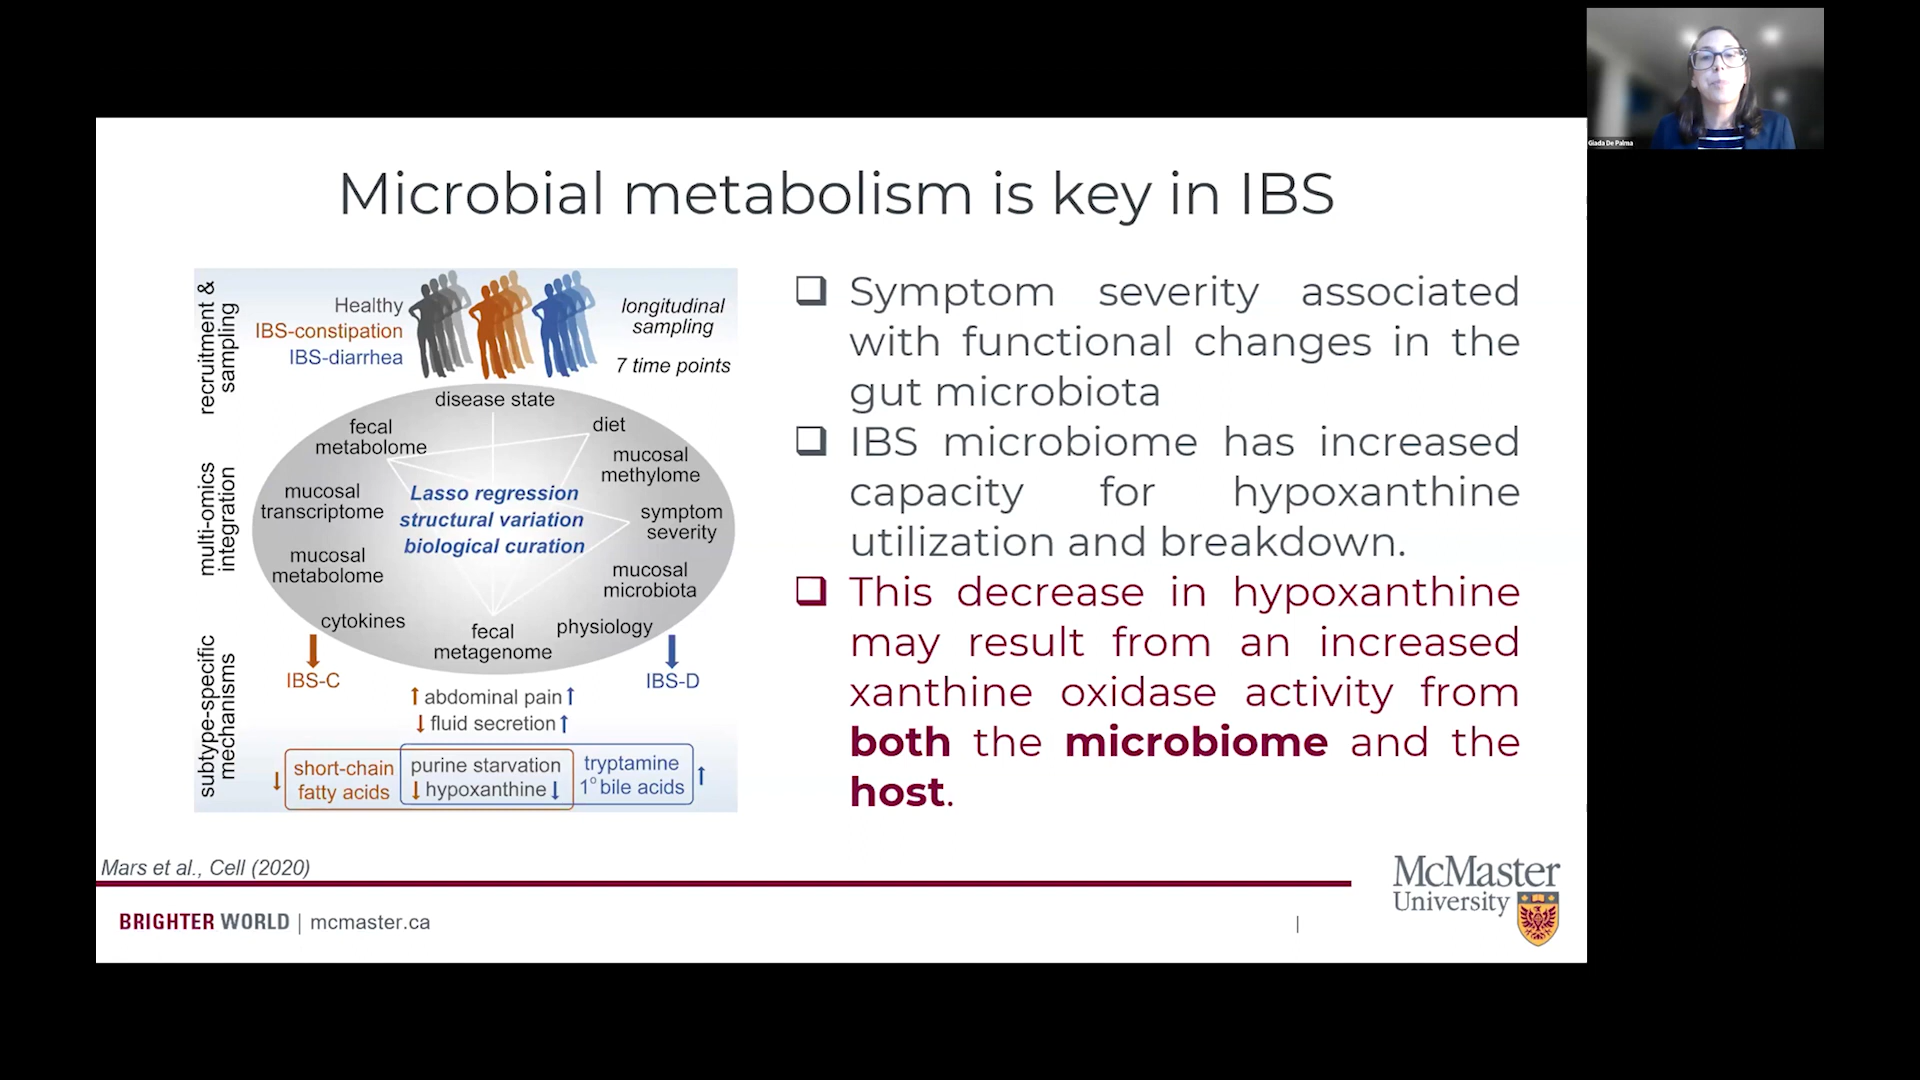 Giada De Palma
Microbial metabolism is key in IBS
recruitment &
sampling
Healthy
IBS-constipation
IBS-diarrhea
longitudinal
sampling
7 time points
multi-omics
integration
disease state
fecal
metabolome
diet
mucosal
methylome
mucosal
transcriptome
Lasso regression
structural variation
biological curation
symptom
severity
mucosal
metabolome
mucosal
microbiota
cytokines
fecal
metagenome
physiology
subtype-specific
mechanisms
IBS-C
IBS-D
↑ abdominal pain ↑
↓ fluid secretion ↑
↓ short-chain
fatty acids
purine starvation
↓ hypoxanthine ↓
tryptamine ↑
1° bile acids
❑ Symptom severity associated
with functional changes in the
gut microbiota
❑ IBS microbiome has increased
capacity for hypoxanthine
utilization and breakdown.
❑ This decrease in hypoxanthine
may result from an increased
xanthine oxidase activity from
both the microbiome and the
host.
Mars et al., Cell (2020)
BRIGHTER WORLD | mcmaster.ca
|
McMaster
University